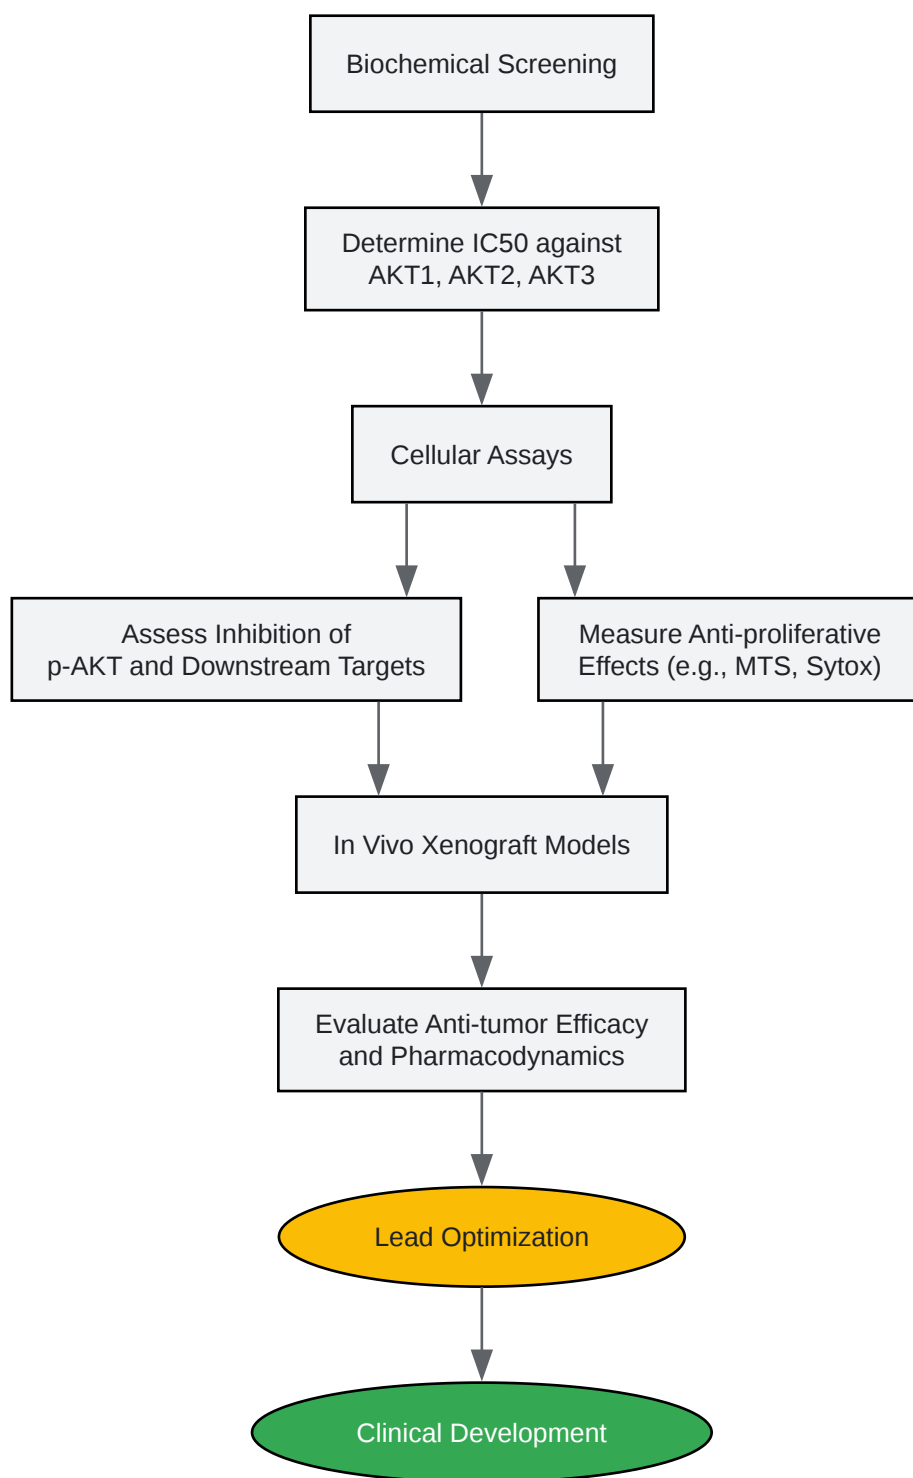 Biochemical Screening
Determine IC50 against
AKT1, AKT2, AKT3
Cellular Assays
Assess Inhibition of
p-AKT and Downstream Targets
Measure Anti-proliferative
Effects (e.g., MTS, Sytox)
In Vivo Xenograft Models
Evaluate Anti-tumor Efficacy
and Pharmacodynamics
Lead Optimization
Clinical Development